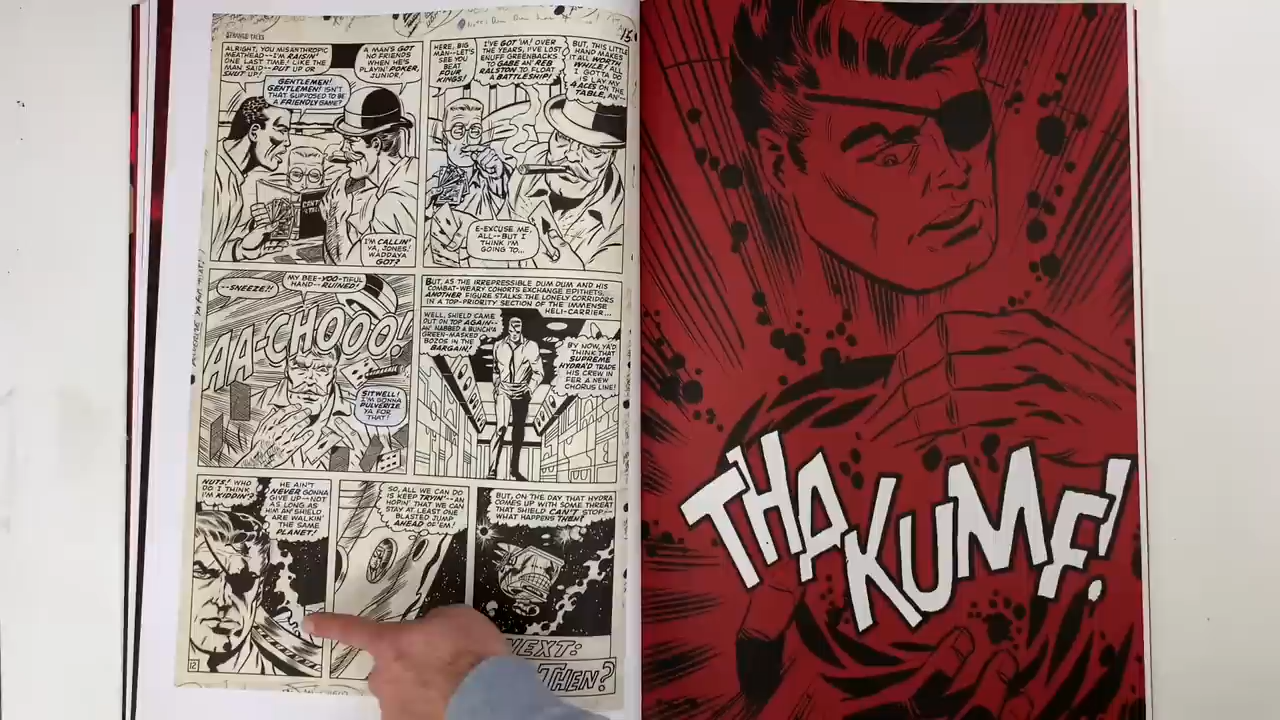 15.
STRANGE TALES
ALRIGHT, YOU MISANTHROPIC
MEATHEAD--I'M RAISIN'
ONE LAST TIME! LIKE THE
MAN SAID--PUT UP OR
SHUT UP!
A MAN'S GOT
NO FRIENDS
WHEN HE'S
PLAYIN' POKER,
JUNIOR!
GENTLEMEN!
GENTLEMEN! ISN'T
THAT SUPPOSED TO BE
A FRIENDLY GAME?
I'M CALLIN'
YA, JONES!
WADDAYA
GOT?
HERE, BIG
MAN--LET'S
SEE YOU
BEAT
FOUR
KINGS!
I'VE GOT 'IM! OVER
THE YEARS, I'VE LOST
ENUFF GREENBACKS
TO GABE AN' REB
RALSTON TO FLOAT
A BATTLESHIP!
BUT, THIS LITTLE
HAND MAKES
IT ALL WORTH
WHILE! ALL
I GOTTA DO
IS LAY MY
4 ACES ON THE
TABLE, AN--
E-EXCUSE ME,
ALL--BUT I
THINK I'M
GOING TO...
--SNEEZE!!
MY BEE-YOO-TIFUL
HAND--RUINED!
AA-CHOOO!
SITWELL!
I'M GONNA
PULVERIZE
YA FOR
THAT!
BUT, AS THE IRREPRESSIBLE DUM DUM AND HIS
COMBAT-WEARY COHORTS EXCHANGE EPITHETS,
ANOTHER FIGURE STALKS THE LONELY CORRIDORS
IN A TOP-PRIORITY SECTION OF THE IMMENSE
HELI-CARRIER...
WELL, SHIELD CAME
OUT ON TOP AGAIN--
AN' NABBED A BUNCH'A
GREEN-MASKED
BOZOS IN THE
BARGAIN!
BY NOW, YA'D
THINK THAT
SUPREME
HYDRA'D TRADE
HIS CREW IN
FER A NEW
CHORUS LINE!
NUTS! WHO
DO I THINK
I'M KIDDIN'?
HE AIN'T
NEVER GONNA
GIVE UP--NOT
AS LONG AS
HIM AN' SHIELD
ARE WALKIN'
THE SAME
PLANET!
SO, ALL WE CAN DO
IS KEEP TRYIN'--AN'
HOPIN' THAT WE CAN
STAY AT LEAST ONE
BLASTED JUMP
AHEAD OF 'EM!
BUT, ON THE DAY THAT HYDRA
COMES UP WITH SOME THREAT
THAT SHIELD CAN'T STOP--
WHAT HAPPENS THEN?
12
NEXT:
THEN?
THA
KUMF!